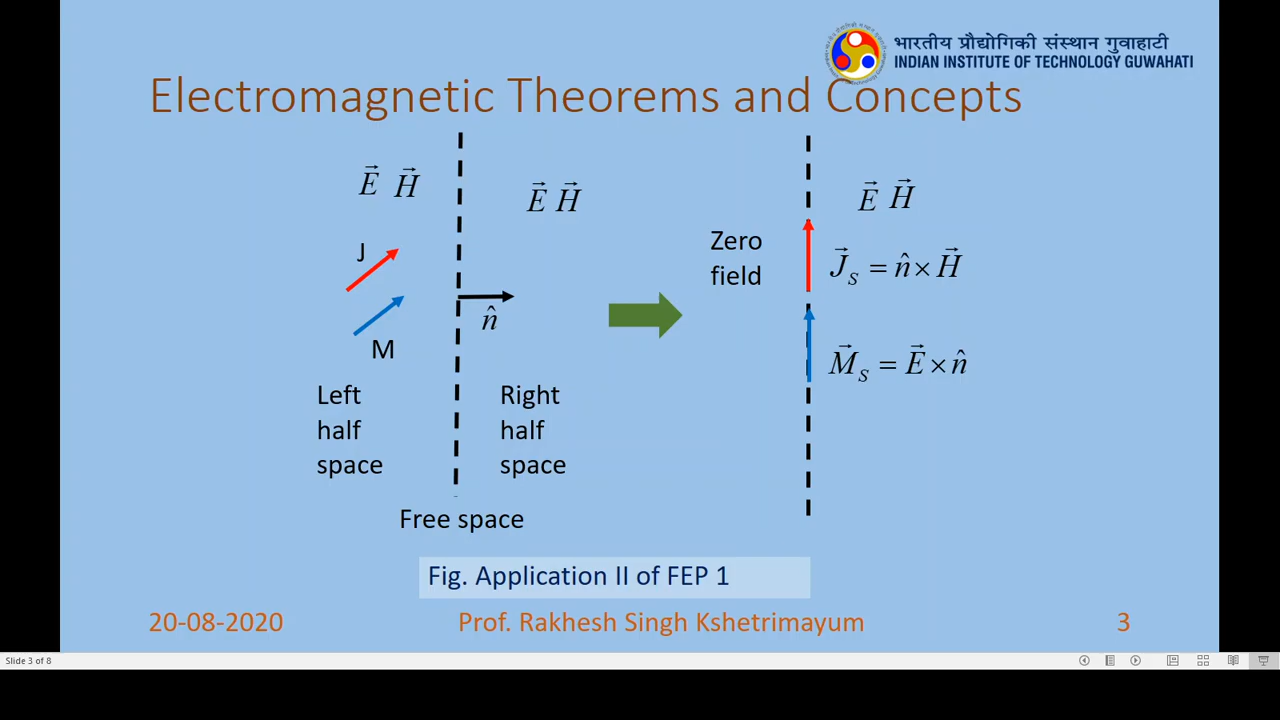 भारतीय प्रौद्योगिकी संस्थान गुवाहाटी
INDIAN INSTITUTE OF TECHNOLOGY GUWAHATI
Electromagnetic Theorems and Concepts
E⃗ H⃗
E⃗ H⃗
E⃗ H⃗
J
M
n̂
Left
half
space
Right
half
space
Free space
Zero
field
J⃗_S = n̂ × H⃗
M⃗_S = E⃗ × n̂
Fig. Application II of FEP 1
20-08-2020
Prof. Rakhesh Singh Kshetrimayum
3
Slide 3 of 8